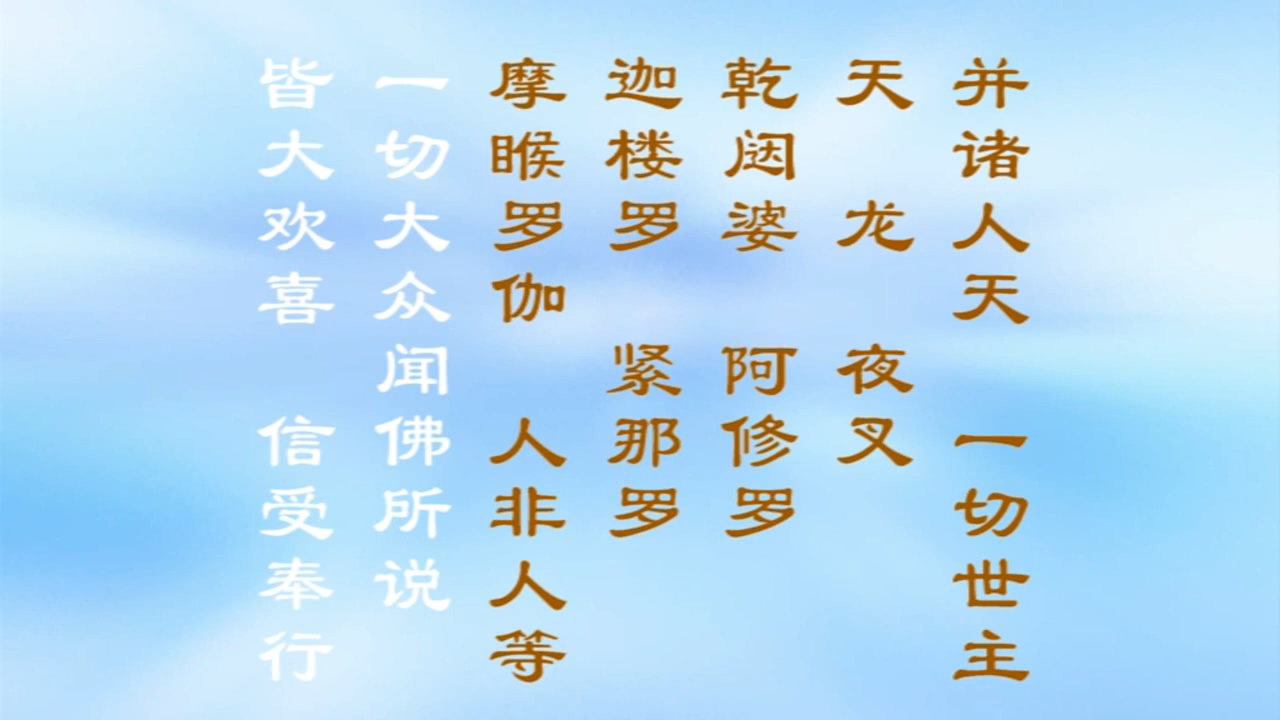 并诸人天 一切世主
天 龙 夜叉
乾闼婆 阿修罗
迦楼罗 紧那罗
摩睺罗伽 人非人等
一切大众闻佛所说
皆大欢喜 信受奉行